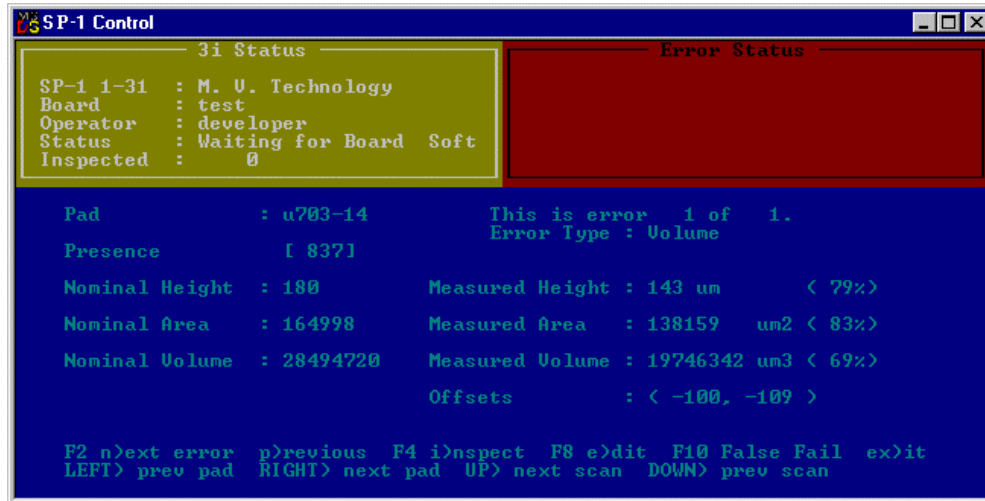 SP-1 Control
3i Status
SP-1 1-31 : M. V. Technology
Board : test
Operator : developer
Status : Waiting for Board Soft
Inspected : 0
Error Status
Pad : u703-14 This is error 1 of 1.
Error Type : Volume
Presence [ 837]
Nominal Height : 180 Measured Height : 143 um ( 79%)
Nominal Area : 164998 Measured Area : 138159 um2 ( 83%)
Nominal Volume : 28494720 Measured Volume : 19746342 um3 ( 69%)
Offsets : ( -100, -109 )
F2 n>ext error p>revious F4 i>nspect F8 e>dit F10 False Fail ex>it
LEFT> prev pad RIGHT> next pad UP> next scan DOWN> prev scan